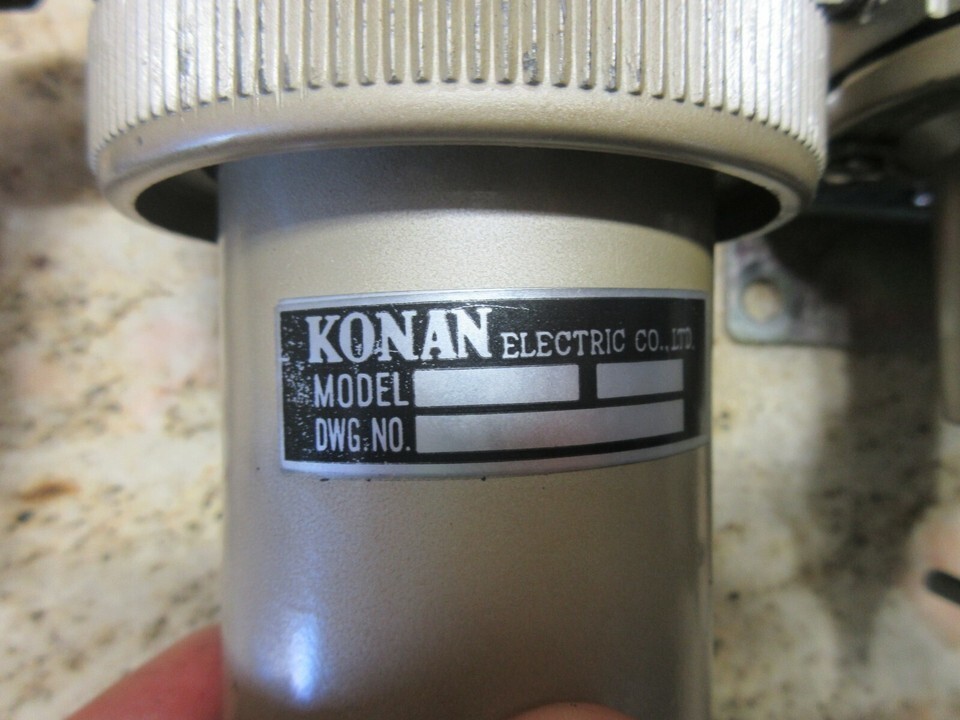 KONAN ELECTRIC CO.,LTD.
MODEL
DWG.NO.